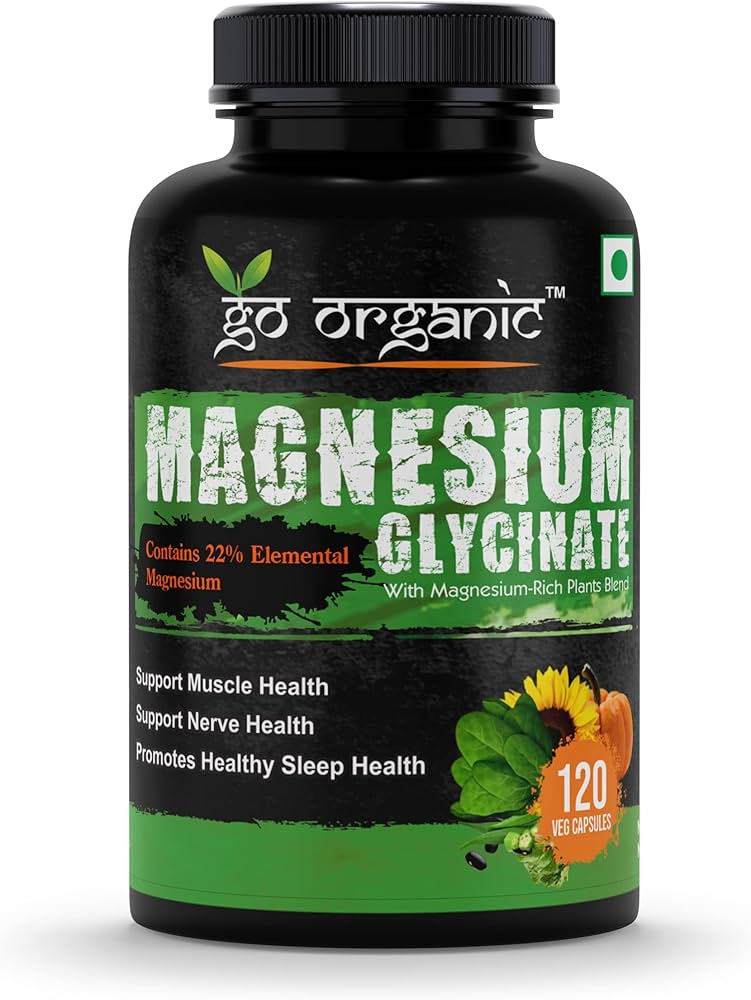 go organic™
MAGNESIUM
GLYCINATE
With Magnesium-Rich Plants Blend
Contains 22% Elemental
Magnesium
Support Muscle Health
Support Nerve Health
Promotes Healthy Sleep Health
120
VEG CAPSULES